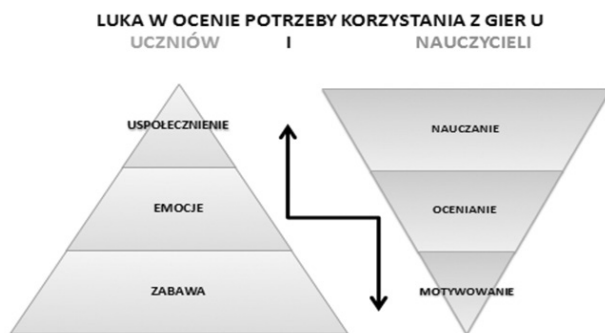 LUKA W OCENIE POTRZEBY KORZYSTANIA Z GIER U
UCZNIÓW I NAUCZYCIELI
USPOŁECZNIENIE
EMOCJE
ZABAWA
NAUCZANIE
OCENIANIE
MOTYWOWANIE